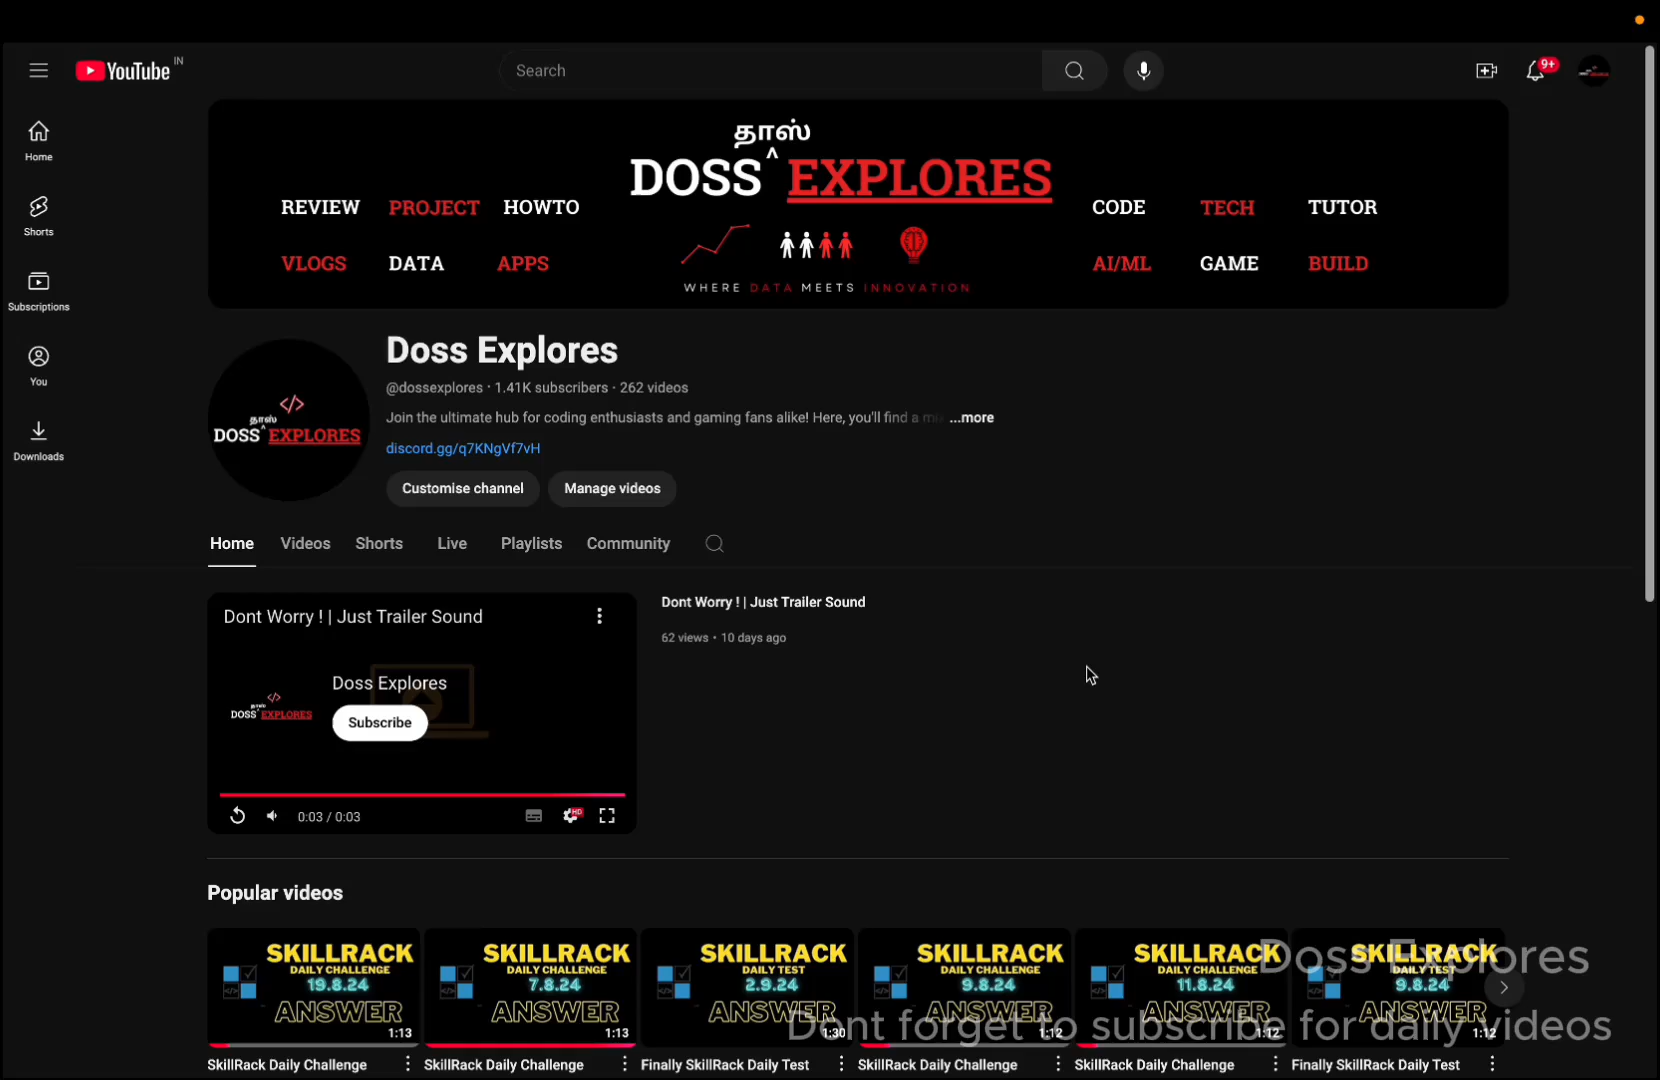 YouTube IN
Search
9+
Home
Shorts
Subscriptions
You
Downloads
தாஸ்
DOSS ^ EXPLORES
REVIEW PROJECT HOWTO
CODE TECH TUTOR
VLOGS DATA APPS
AI/ML GAME BUILD
WHERE DATA MEETS INNOVATION
தாஸ்
DOSS ^ EXPLORES
Doss Explores
@dossexplores · 1.41K subscribers · 262 videos
Join the ultimate hub for coding enthusiasts and gaming fans alike! Here, you'll find a ...more
discord.gg/q7KNgVf7vH
Customise channel Manage videos
Home Videos Shorts Live Playlists Community
Dont Worry ! | Just Trailer Sound
Doss Explores
DOSS EXPLORES
Subscribe
0:03 / 0:03
HD
Dont Worry ! | Just Trailer Sound
62 views · 10 days ago
Popular videos
SKILLRACK
DAILY CHALLENGE
19.8.24
ANSWER
1:13
SkillRack Daily Challenge
SKILLRACK
DAILY CHALLENGE
7.8.24
ANSWER
1:13
SkillRack Daily Challenge
SKILLRACK
DAILY TEST
2.9.24
ANSWER
1:30
Finally SkillRack Daily Test
SKILLRACK
DAILY CHALLENGE
9.8.24
ANSWER
1:12
SkillRack Daily Challenge
SKILLRACK
DAILY CHALLENGE
11.8.24
ANSWER
1:12
SkillRack Daily Challenge
SKILLRACK
DAILY TEST
9.8.24
ANSWER
1:12
Finally SkillRack Daily Test
Doss Explores
Dont forget to subscribe for daily videos